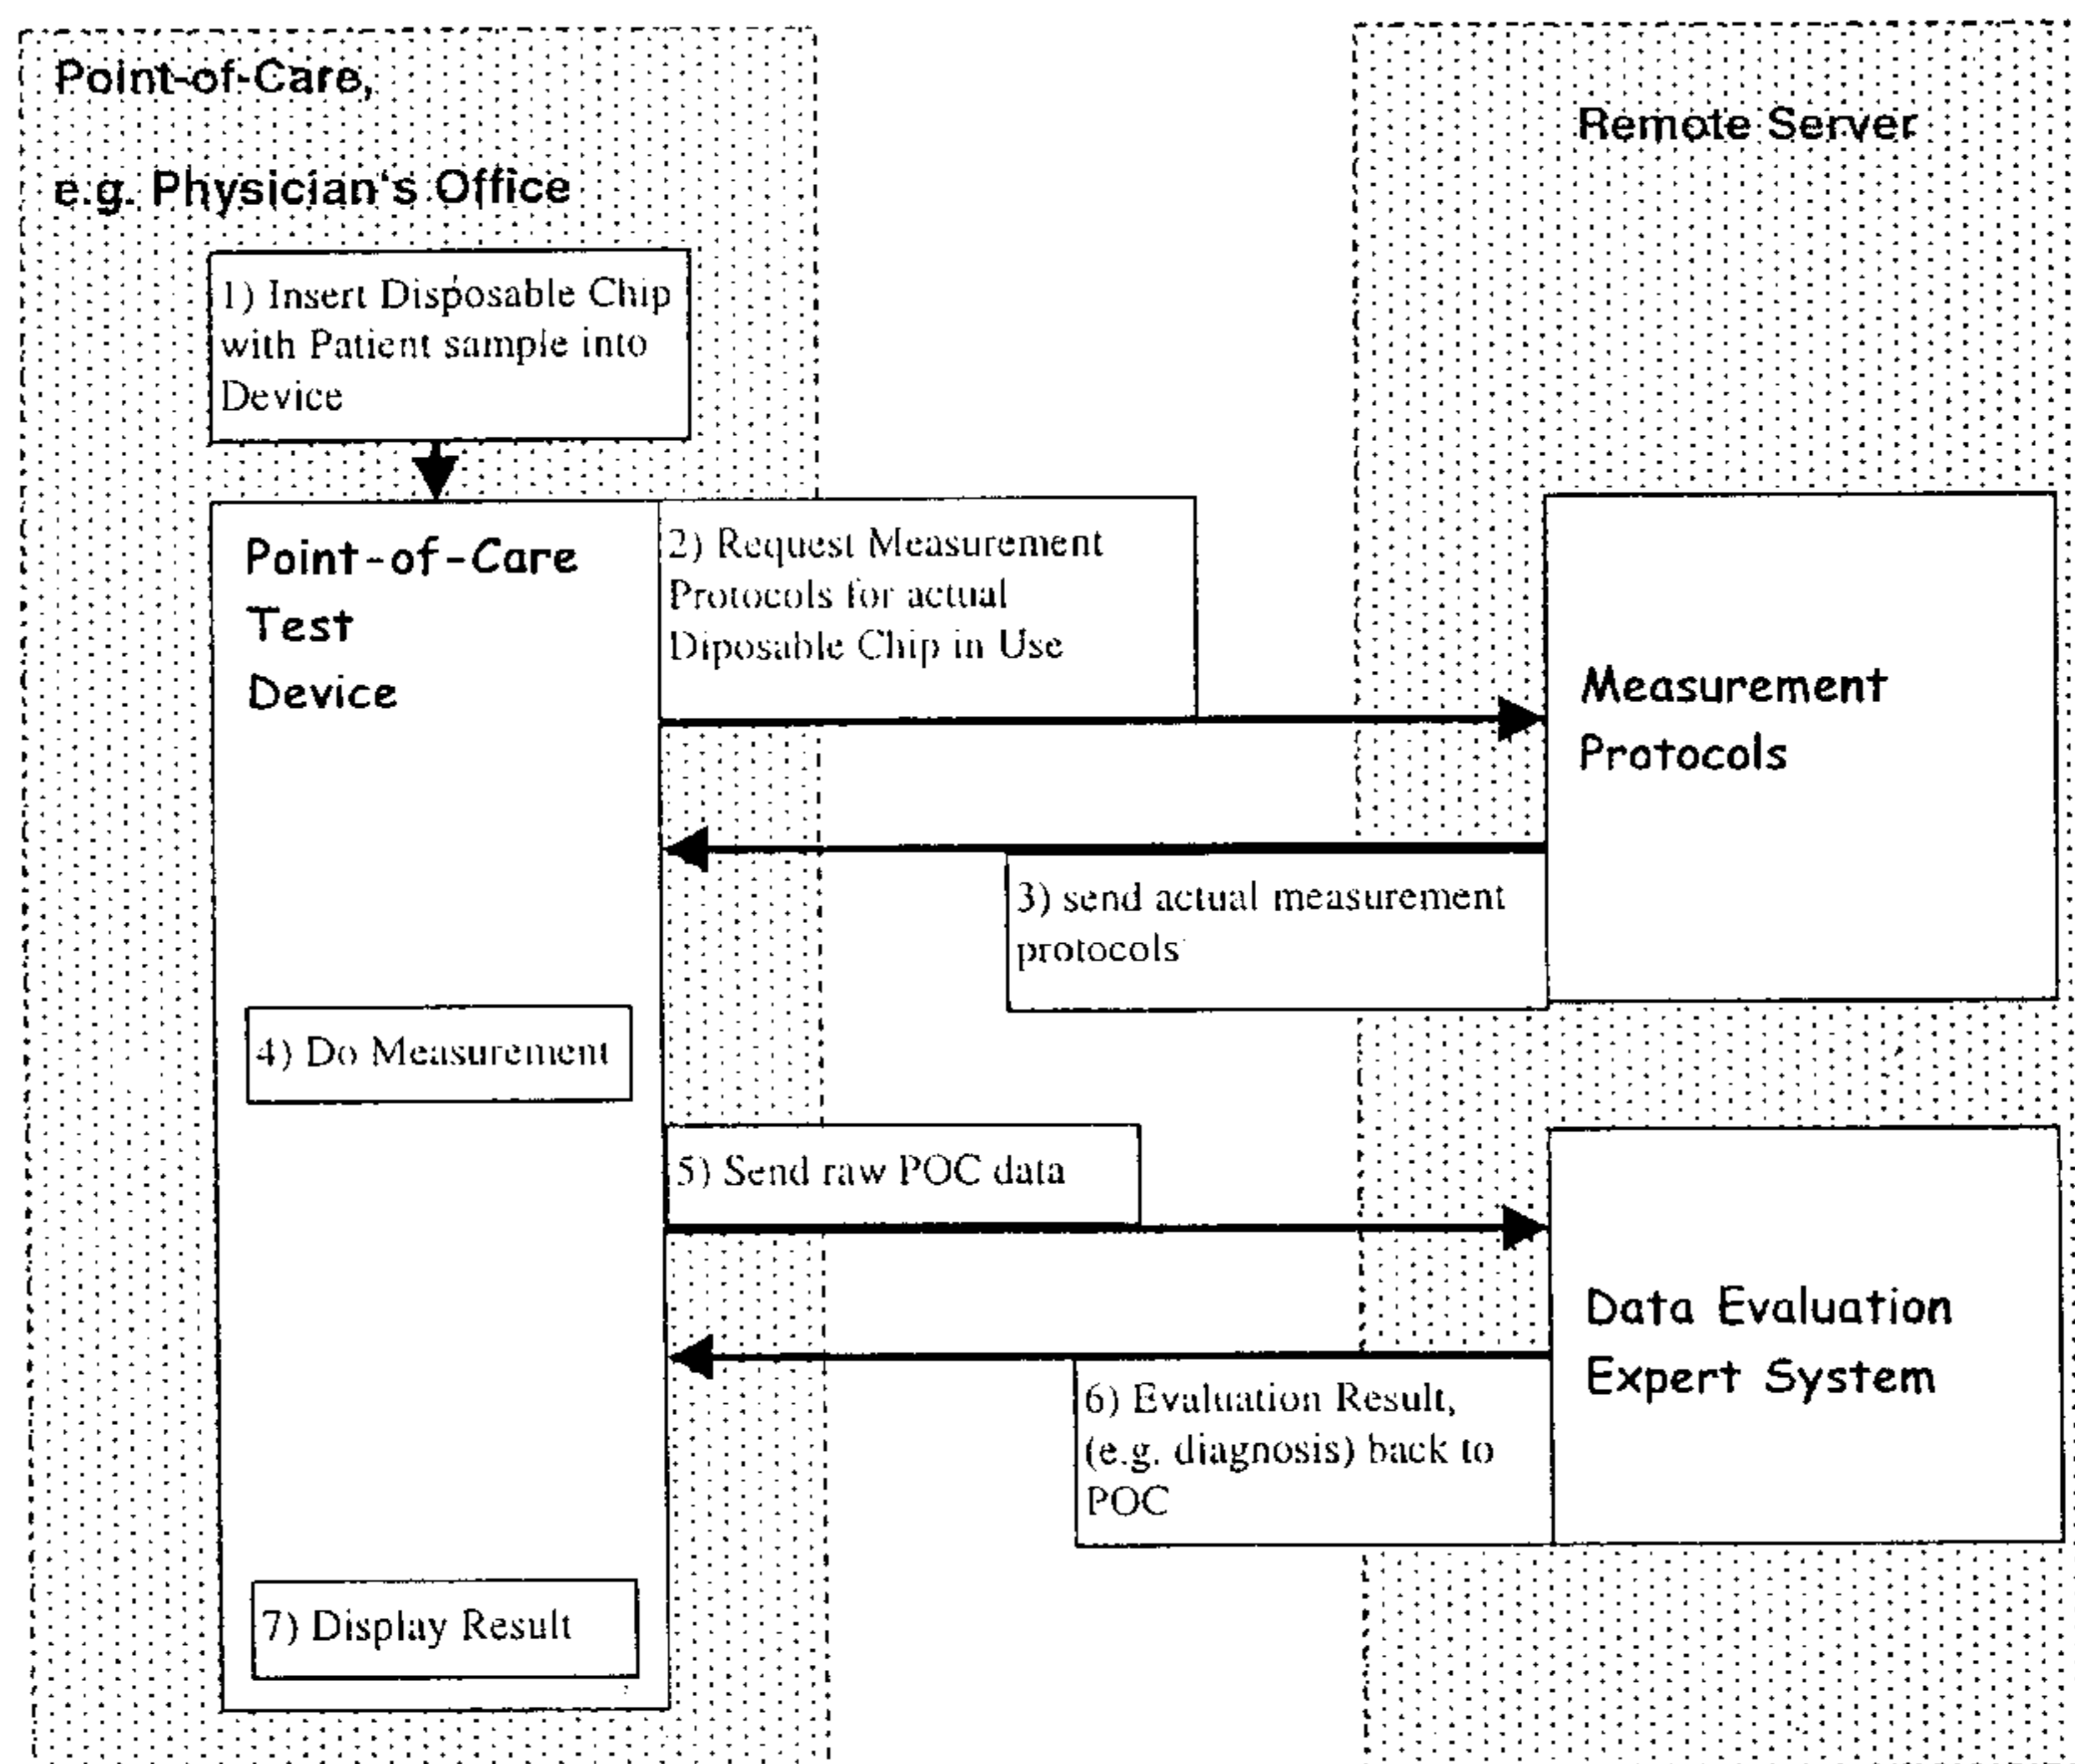 Point-of-Care,
e.g. Physician's Office
Remote Server
1) Insert Disposable Chip
with Patient sample into
Device
Point-of-Care
Test
Device
2) Request Measurement
Protocols for actual
Diposable Chip in Use
Measurement
Protocols
3) send actual measurement
protocols
4) Do Measurement
5) Send raw POC data
Data Evaluation
Expert System
6) Evaluation Result,
(e.g. diagnosis) back to
POC
7) Display Result